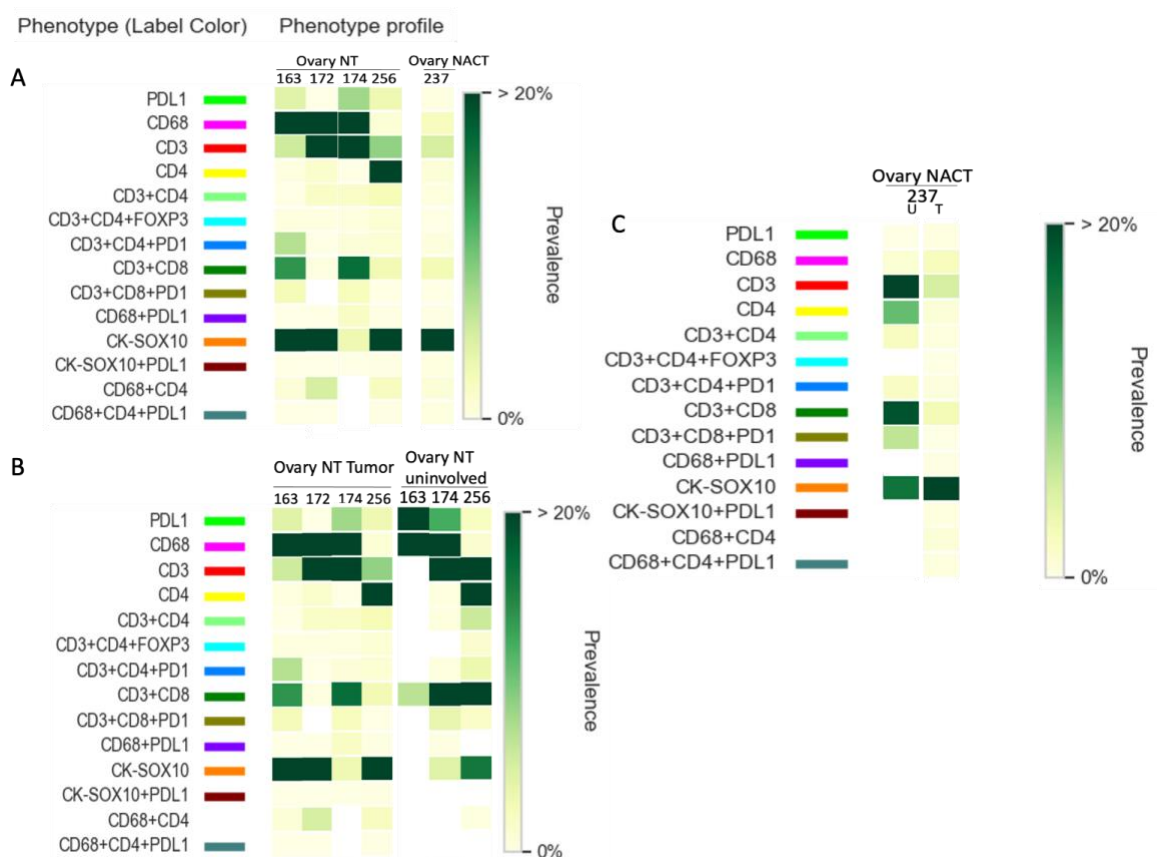 Phenotype (Label Color) Phenotype profile
A
Ovary NT Ovary NACT
163 172 174 256 237
PDL1
CD68
CD3
CD4
CD3+CD4
CD3+CD4+FOXP3
CD3+CD4+PD1
CD3+CD8
CD3+CD8+PD1
CD68+PDL1
CK-SOX10
CK-SOX10+PDL1
CD68+CD4
CD68+CD4+PDL1
> 20%
Prevalence
0%
B
Ovary NT Tumor Ovary NT
uninvolved
163 172 174 256 163 174 256
PDL1
CD68
CD3
CD4
CD3+CD4
CD3+CD4+FOXP3
CD3+CD4+PD1
CD3+CD8
CD3+CD8+PD1
CD68+PDL1
CK-SOX10
CK-SOX10+PDL1
CD68+CD4
CD68+CD4+PDL1
> 20%
Prevalence
0%
C
Ovary NACT
237
U T
PDL1
CD68
CD3
CD4
CD3+CD4
CD3+CD4+FOXP3
CD3+CD4+PD1
CD3+CD8
CD3+CD8+PD1
CD68+PDL1
CK-SOX10
CK-SOX10+PDL1
CD68+CD4
CD68+CD4+PDL1
> 20%
Prevalence
0%